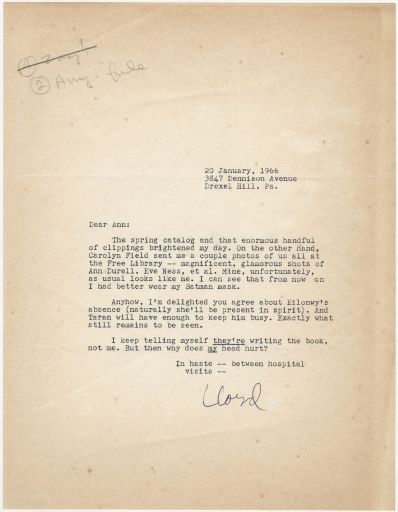 ② Amy - file
20 January, 1966
3847 Dennison Avenue
Drexel Hill. Pa.
Dear Ann:
The spring catalog and that enormous handful
of clippings brightened my day. On the other Hand,
Carolyn Field sent me a couple photos of us all at
the Free Library -- magnificent, glamorous shots of
Ann Durell. Eve Ness, et al. Mine, unfortunately,
as usual looks like me. I can see that from now on
I had better wear my Batman mask.
Anyhow, I'm delighted you agree about Eilonwy's
absence (naturally she'll be present in spirit). And
Taran will have enough to keep him busy. Exactly what
still remains to be seen.
I keep telling myself they're writing the book,
not me. But then why does my head hurt?
In haste -- between hospital
visits --
Lloyd